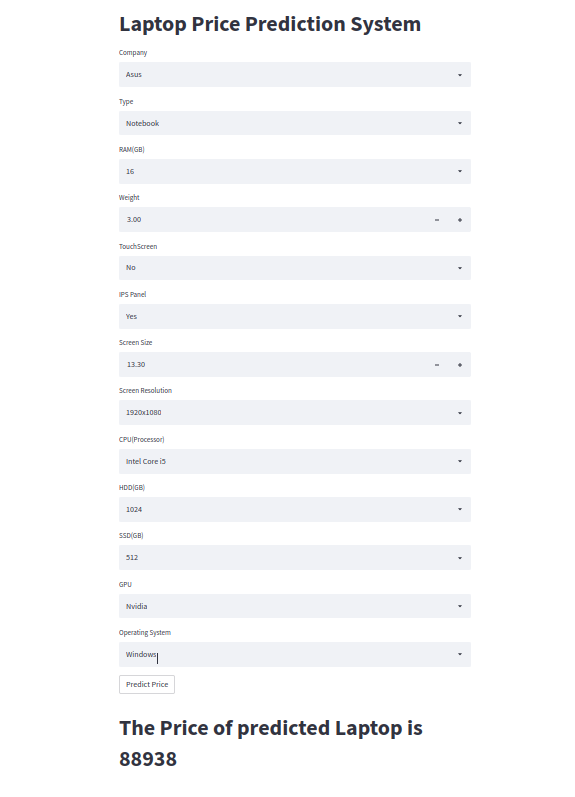 Laptop Price Prediction System
Company
Asus
Type
Notebook
RAM(GB)
16
Weight
3.00
TouchScreen
No
IPS Panel
Yes
Screen Size
13.30
Screen Resolution
1920x1080
CPU(Processor)
Intel Core i5
HDD(GB)
1024
SSD(GB)
512
GPU
Nvidia
Operating System
Windows
Predict Price
The Price of predicted Laptop is
88938